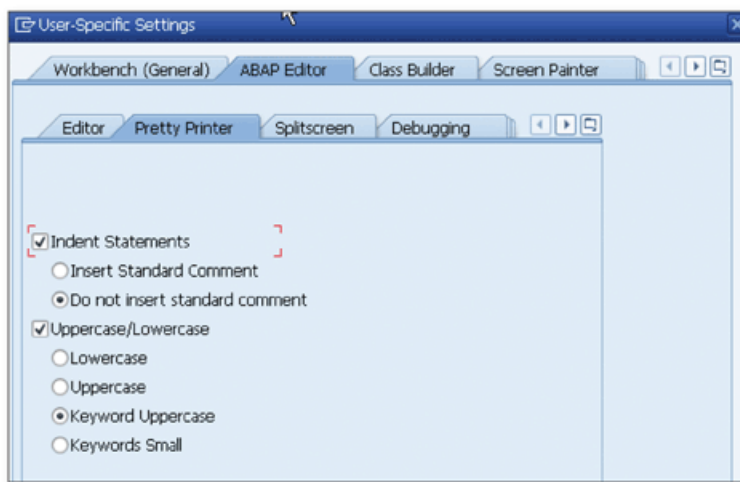 User-Specific Settings
Workbench (General) ABAP Editor Class Builder Screen Painter
Editor Pretty Printer Splitscreen Debugging
Indent Statements
Insert Standard Comment
Do not insert standard comment
Uppercase/Lowercase
Lowercase
Uppercase
Keyword Uppercase
Keywords Small